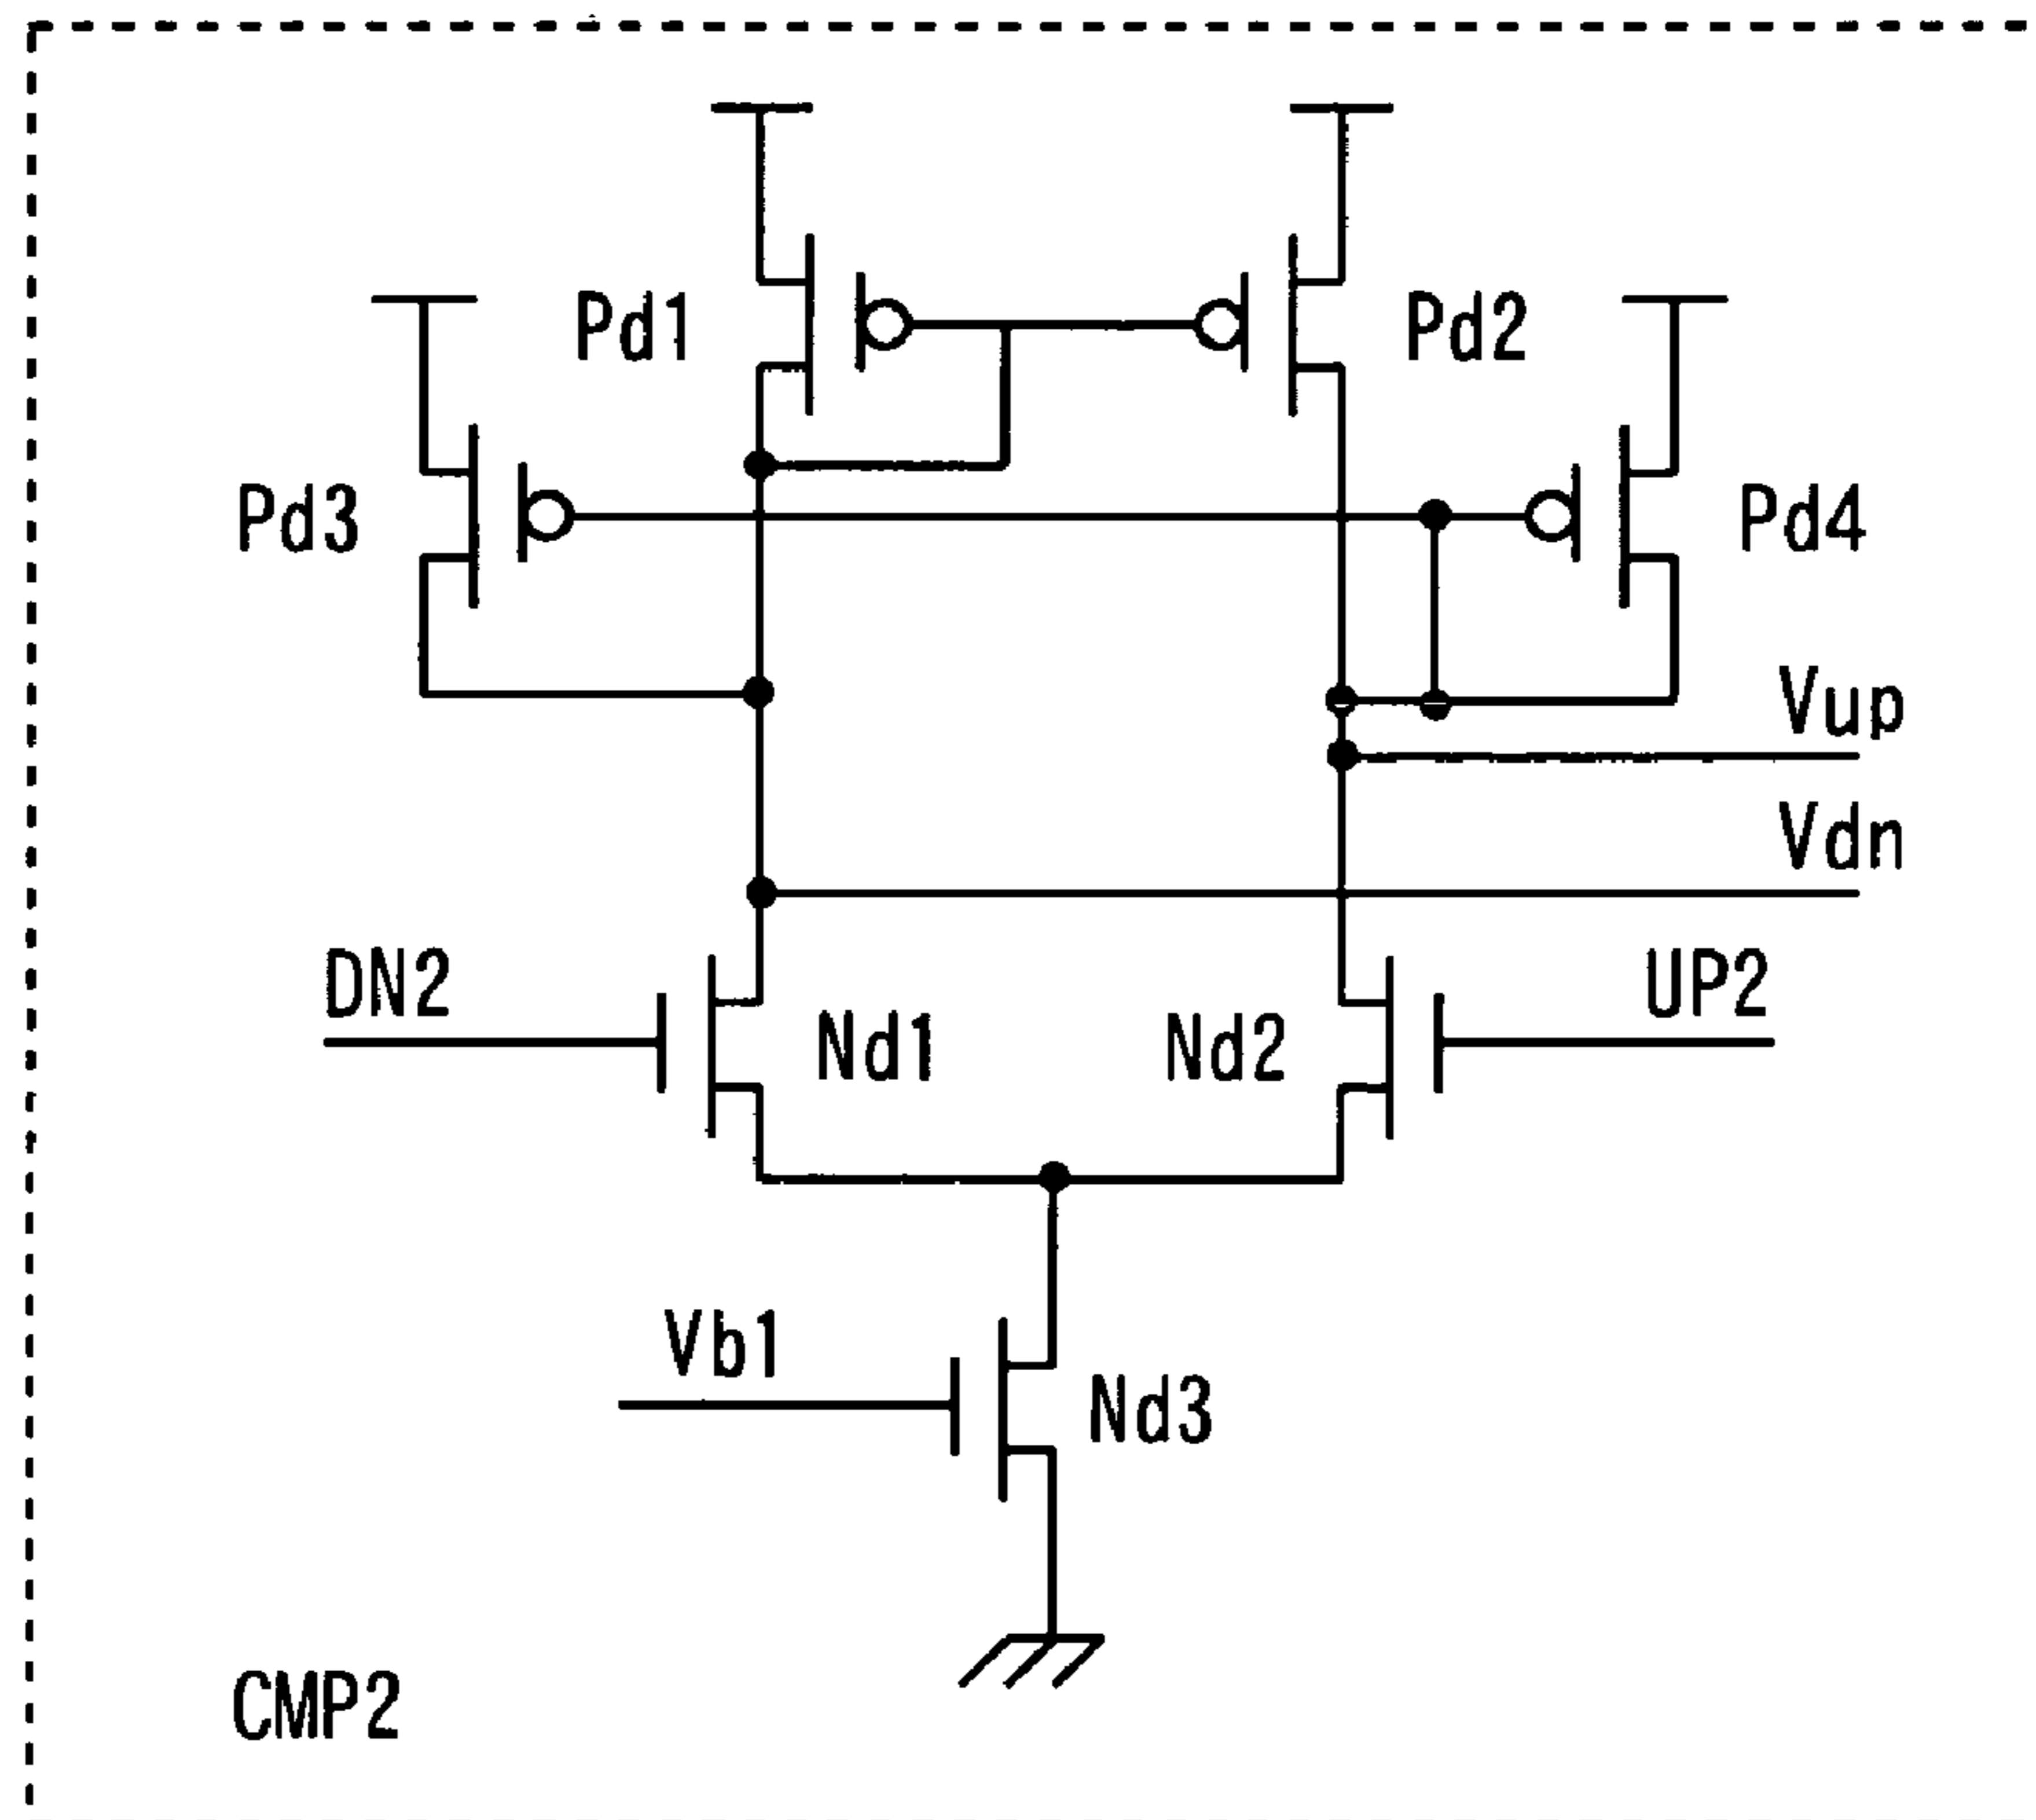 Pd1
Pd2
Pd3
Pd4
Vup
Vdn
DN2
UP2
Nd1
Nd2
Vb1
Nd3
CMP2